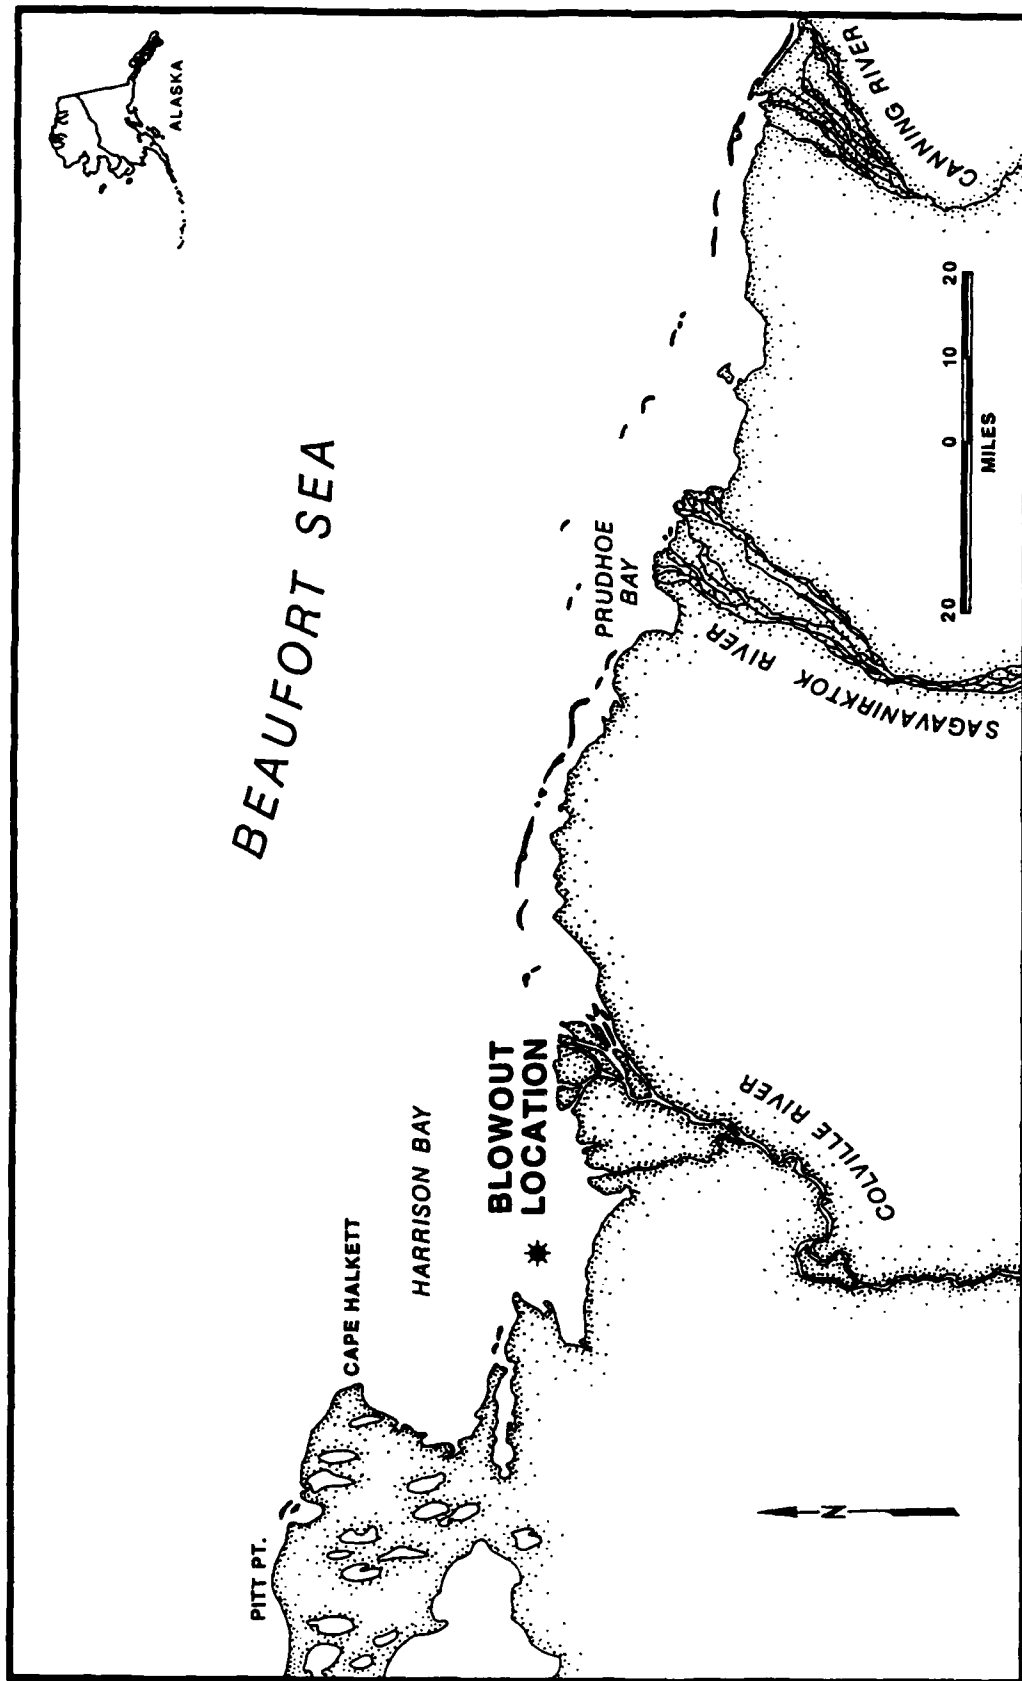 ALASKA
BEAUFORT SEA
PITT PT.
CAPE HALKETT
HARRISON BAY
BLOWOUT
LOCATION
PRUDHOE
BAY
COLVILLE RIVER
SAGAVANIRKTOK RIVER
CANNING RIVER
N
20 0 10 20
MILES